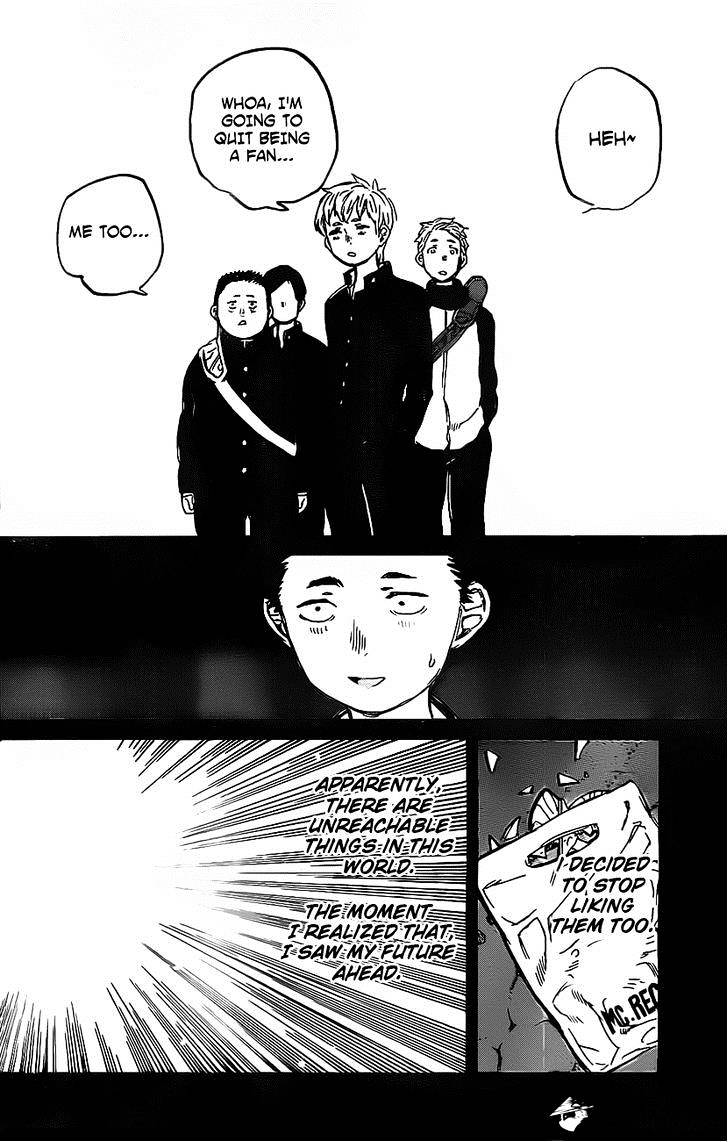 HEH~
WHOA, I'M
GOING TO
QUIT BEING
A FAN...
ME TOO...
I DECIDED
TO STOP
LIKING
THEM TOO.
MC. REC
APPARENTLY,
THERE ARE
UNREACHABLE
THINGS IN THIS
WORLD.
THE MOMENT
I REALIZED THAT,
I SAW MY FUTURE
AHEAD.